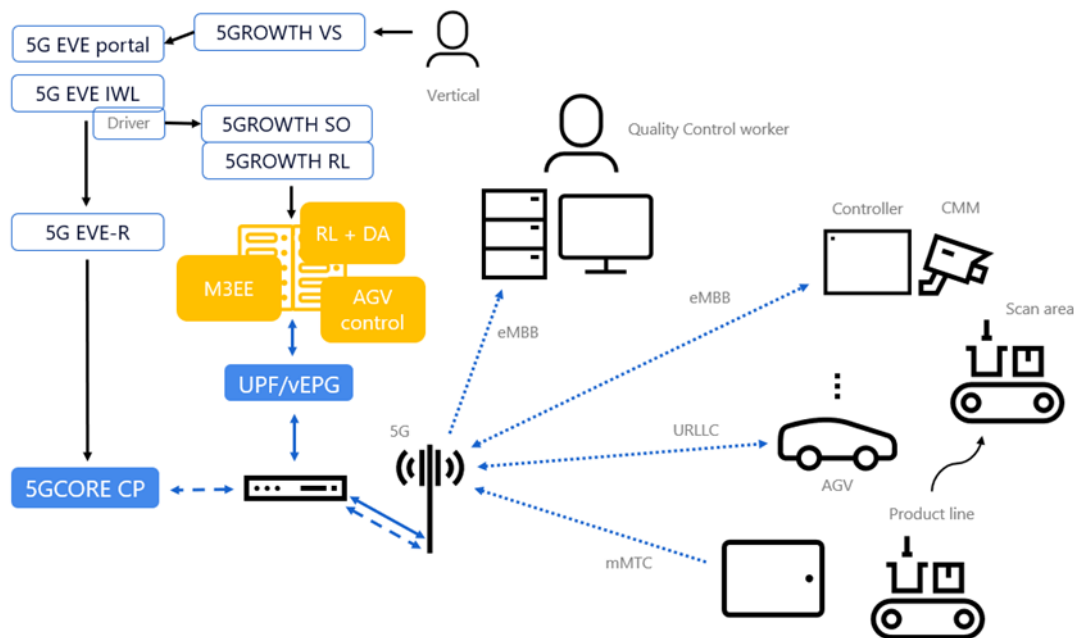 5G EVE portal
5GROWTH VS
Vertical
5G EVE IWL
Driver
5GROWTH SO
5GROWTH RL
Quality Control worker
5G EVE-R
RL + DA
M3EE
AGV
control
Controller
CMM
eMBB
eMBB
Scan area
UPF/vEPG
5G
URLLC
AGV
5GCORE CP
Product line
mMTC